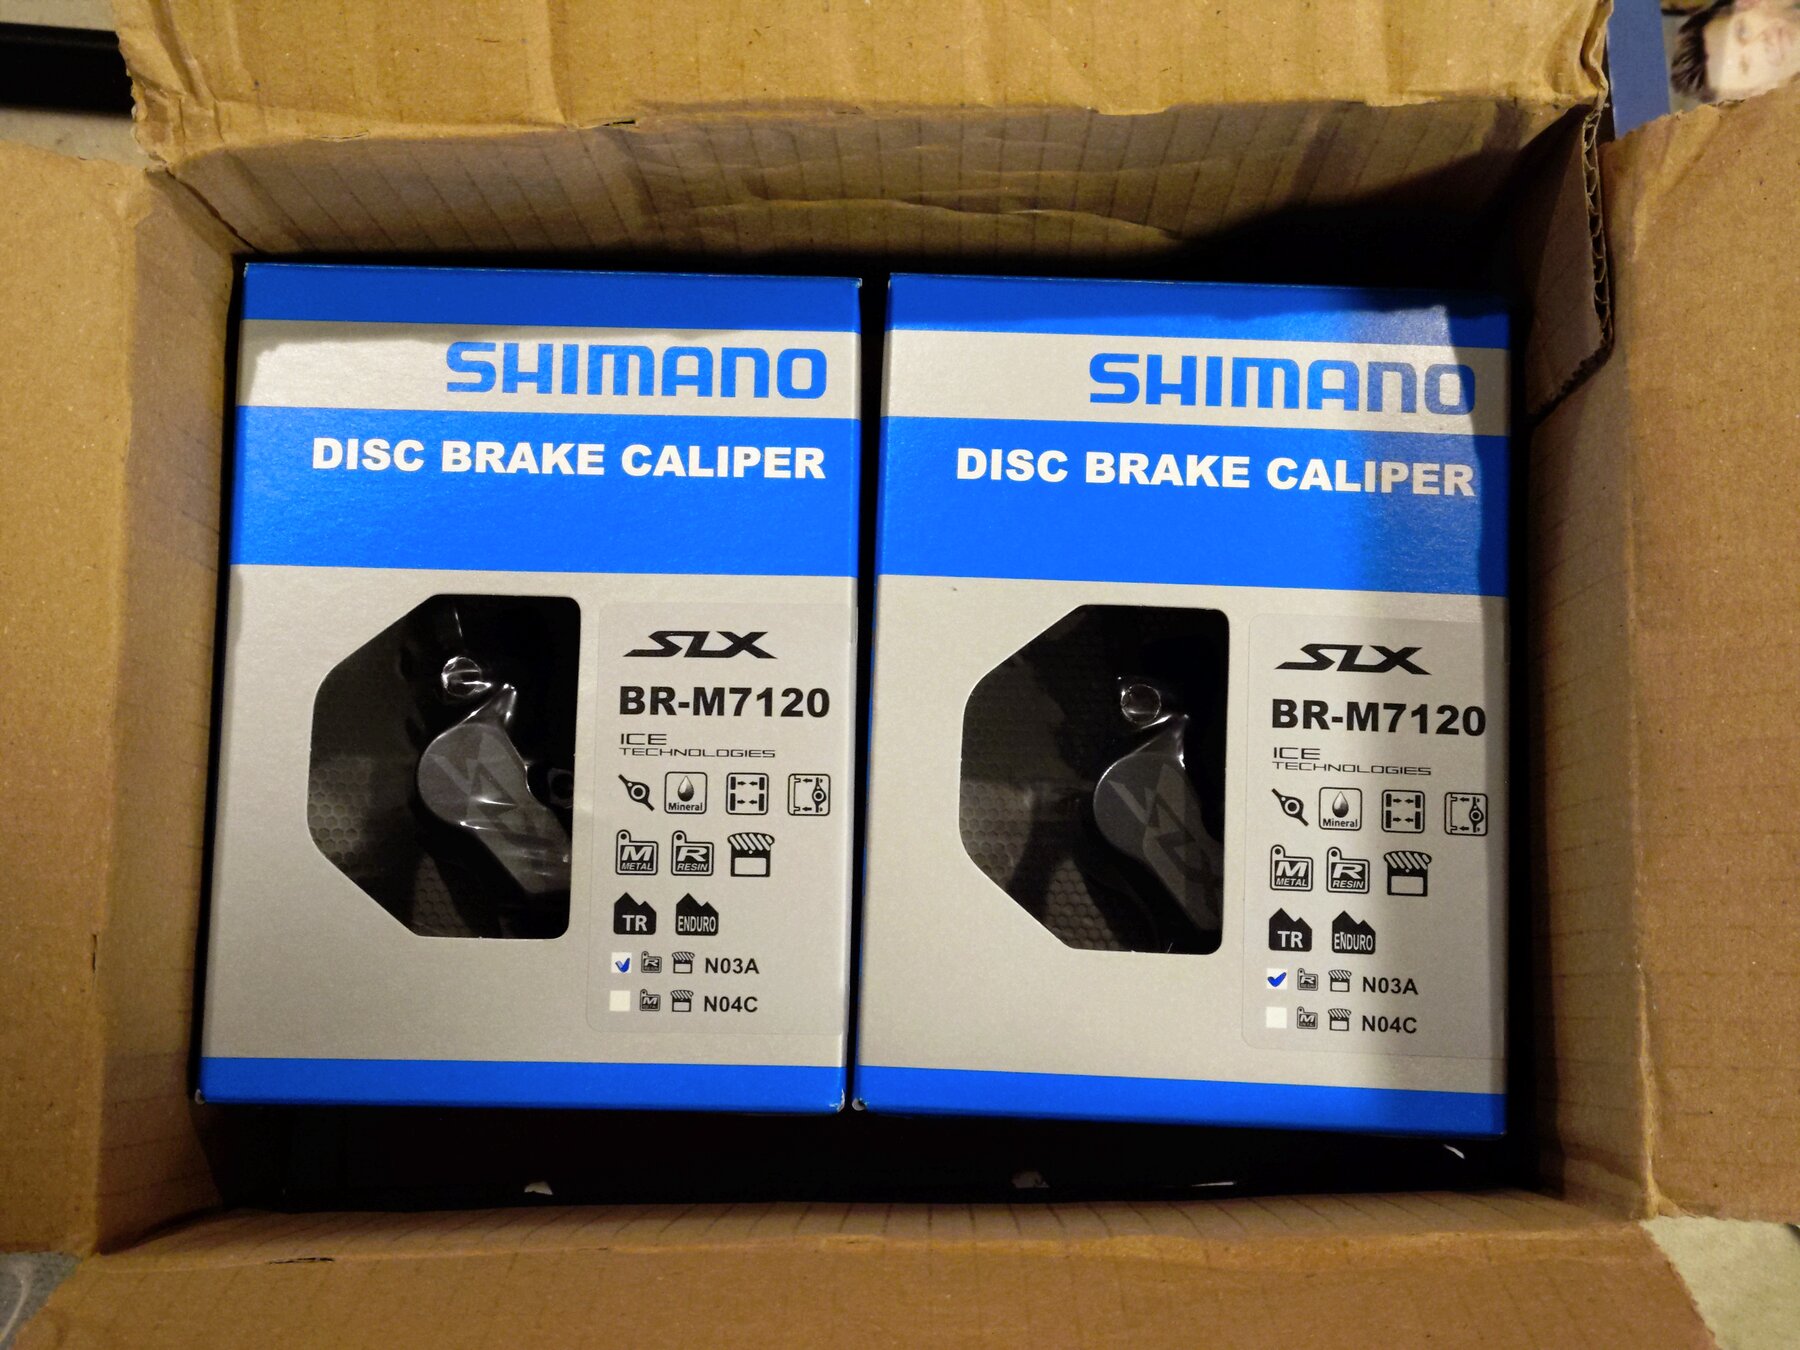 SHIMANO
DISC BRAKE CALIPER
SLX
BR-M7120
ICE
TECHNOLOGIES
Mineral
M METAL R RESIN
TR ENDURO
R N03A
M N04C
SHIMANO
DISC BRAKE CALIPER
SLX
BR-M7120
ICE
TECHNOLOGIES
Mineral
M METAL R RESIN
TR ENDURO
R N03A
M N04C